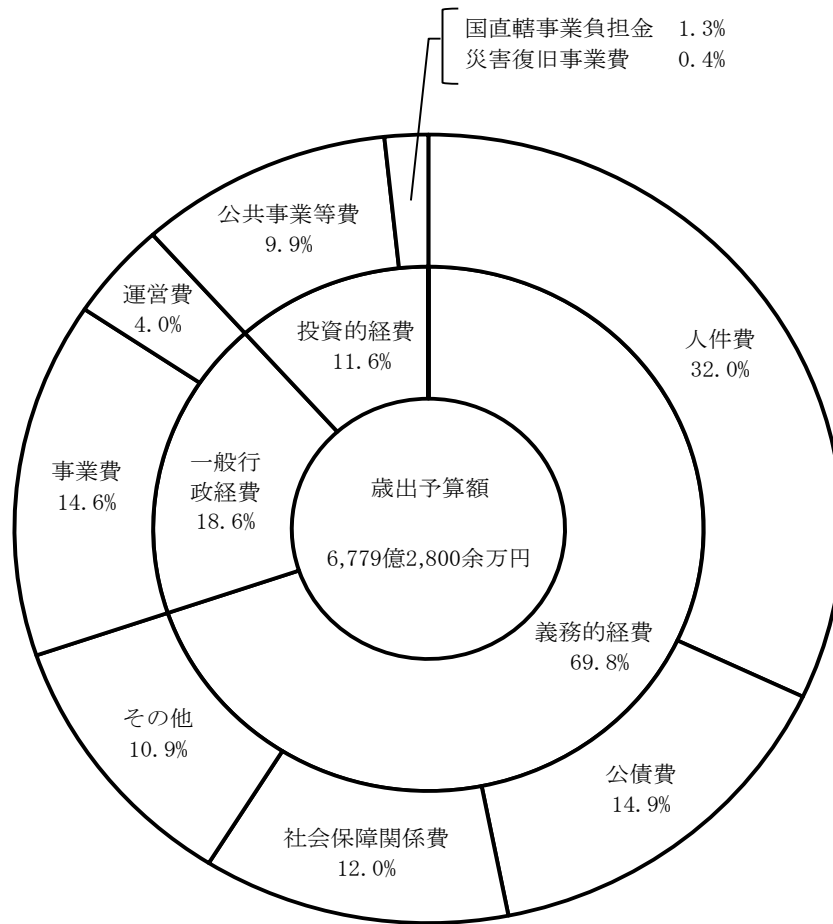 国直轄事業負担金 1.3%
災害復旧事業費 0.4%
公共事業等費
9.9%
運営費
4.0%
投資的経費
11.6%
人件費
32.0%
事業費
14.6%
一般行
政経費
18.6%
歳出予算額
6,779億2,800余万円
義務的経費
69.8%
その他
10.9%
公債費
14.9%
社会保障関係費
12.0%